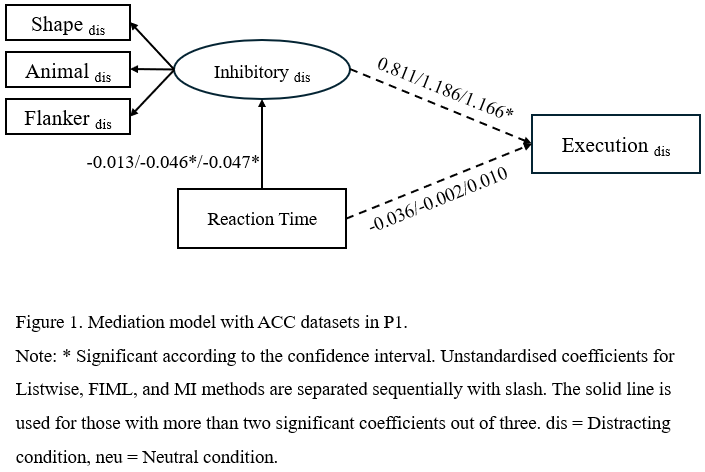 Shape dis
Animal dis
Flanker dis
Inhibitory dis
0.811/1.186/1.166*
Execution dis
-0.013/-0.046*/-0.047*
Reaction Time
-0.036/-0.002/0.010
Figure 1. Mediation model with ACC datasets in P1.
Note: * Significant according to the confidence interval. Unstandardised coefficients for
Listwise, FIML, and MI methods are separated sequentially with slash. The solid line is
used for those with more than two significant coefficients out of three. dis = Distracting
condition, neu = Neutral condition.